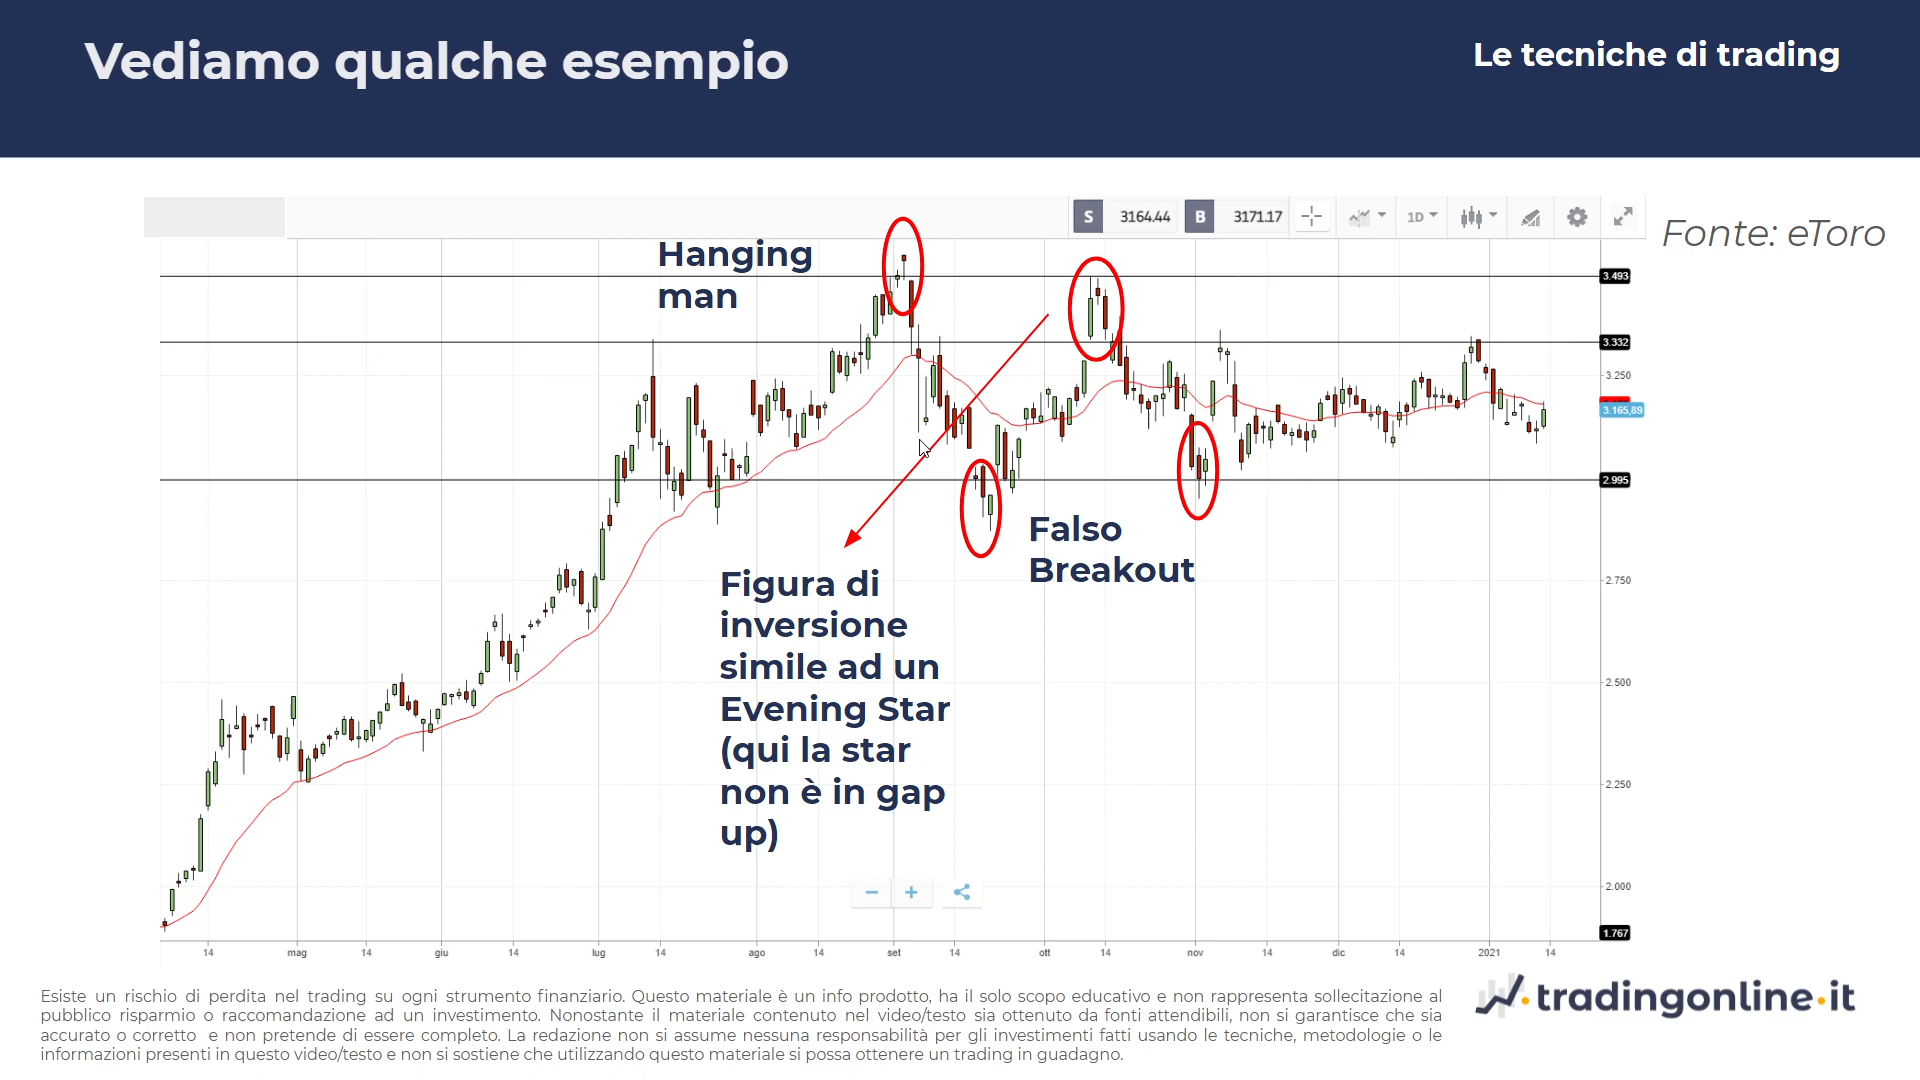 Vediamo qualche esempio
Le tecniche di trading
S 3164.44 B 3171.17 1D
Fonte: eToro
Hanging
man
3.493
3.332
3.250
3.165,89
2.995
Falso
Breakout
Figura di
inversione
simile ad un
Evening Star
(qui la star
non è in gap
up)
2.750
2.500
2.250
2.000
1.767
14 mag 14 giu 14 lug 14 ago 14 set 14 ott 14 nov 14 dic 14 2021 14
Esiste un rischio di perdita nel trading su ogni strumento finanziario. Questo materiale è un info prodotto, ha il solo scopo educativo e non rappresenta sollecitazione al
pubblico risparmio o raccomandazione ad un investimento. Nonostante il materiale contenuto nel video/testo sia ottenuto da fonti attendibili, non si garantisce che sia
accurato o corretto e non pretende di essere completo. La redazione non si assume nessuna responsabilità per gli investimenti fatti usando le tecniche, metodologie o le
informazioni presenti in questo video/testo e non si sostiene che utilizzando questo materiale si possa ottenere un trading in guadagno.
tradingonline.it